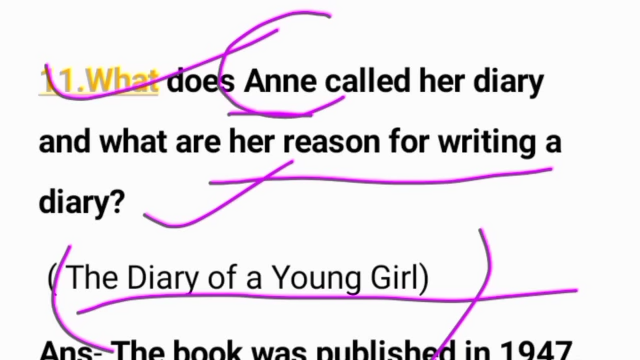 11.What does Anne called her diary
and what are her reason for writing a
diary?
( The Diary of a Young Girl)
Ans- The book was published in 1947